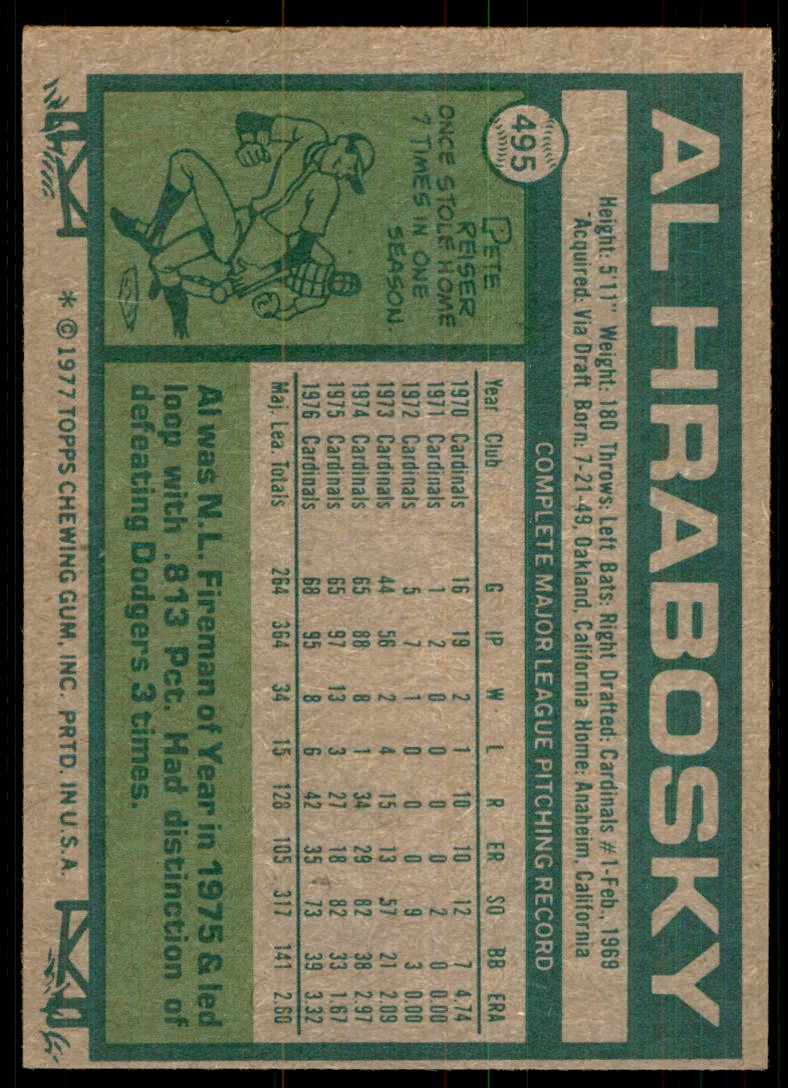 AL HRABOSKY
Height: 5'11" Weight: 180 Throws: Left Bats: Right Drafted: Cardinals #1-Feb., 1969
Acquired: Via Draft Born: 7-21-49, Oakland, California Home: Anaheim, California
495
COMPLETE MAJOR LEAGUE PITCHING RECORD
PETE
REISER
ONCE STOLE HOME
7 TIMES IN ONE
SEASON.
Year Club G IP W L R ER SO BB ERA
1970 Cardinals 16 19 2 1 10 10 12 7 4.74
1971 Cardinals 1 2 0 0 0 0 2 0 0.00
1972 Cardinals 5 7 1 0 0 0 9 3 0.00
1973 Cardinals 44 56 2 4 15 13 57 21 2.09
1974 Cardinals 65 88 8 1 34 29 82 38 2.97
1975 Cardinals 65 97 13 3 27 18 82 33 1.67
1976 Cardinals 68 95 8 6 42 35 73 39 3.32
Maj. Lea. Totals 264 364 34 15 128 105 317 141 2.60
Al was N.L. Fireman of Year in 1975 & led
loop with .813 Pct. Had distinction of
defeating Dodgers 3 times.
* © 1977 TOPPS CHEWING GUM, INC. PRTD. IN U.S.A.